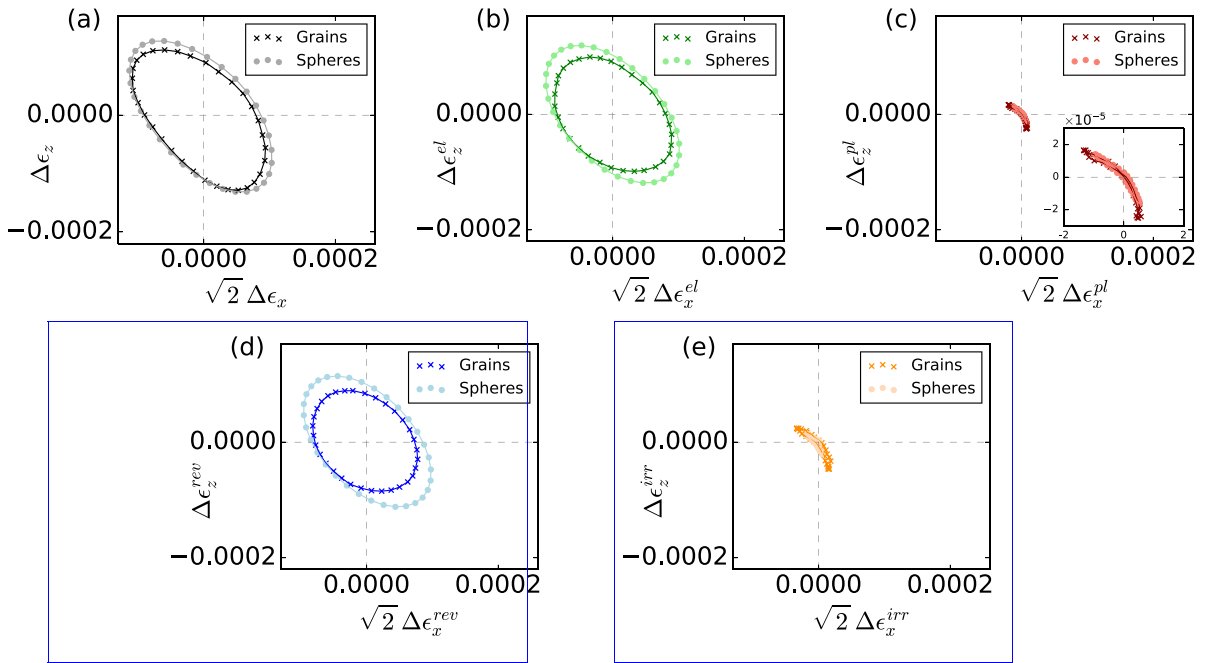 (a)
Grains
Spheres
0.0000
−0.0002
Δϵ_z
0.0000
0.0002
√2 Δϵ_x
(b)
Grains
Spheres
0.0000
−0.0002
Δϵ_z^{el}
0.0000
0.0002
√2 Δϵ_x^{el}
(c)
Grains
Spheres
0.0000
−0.0002
Δϵ_z^{pl}
×10^{−5}
2
0
−2
−2
0
2
0.0000
0.0002
√2 Δϵ_x^{pl}
(d)
Grains
Spheres
0.0000
−0.0002
Δϵ_z^{rev}
0.0000
0.0002
√2 Δϵ_x^{rev}
(e)
Grains
Spheres
0.0000
−0.0002
Δϵ_z^{irr}
0.0000
0.0002
√2 Δϵ_x^{irr}